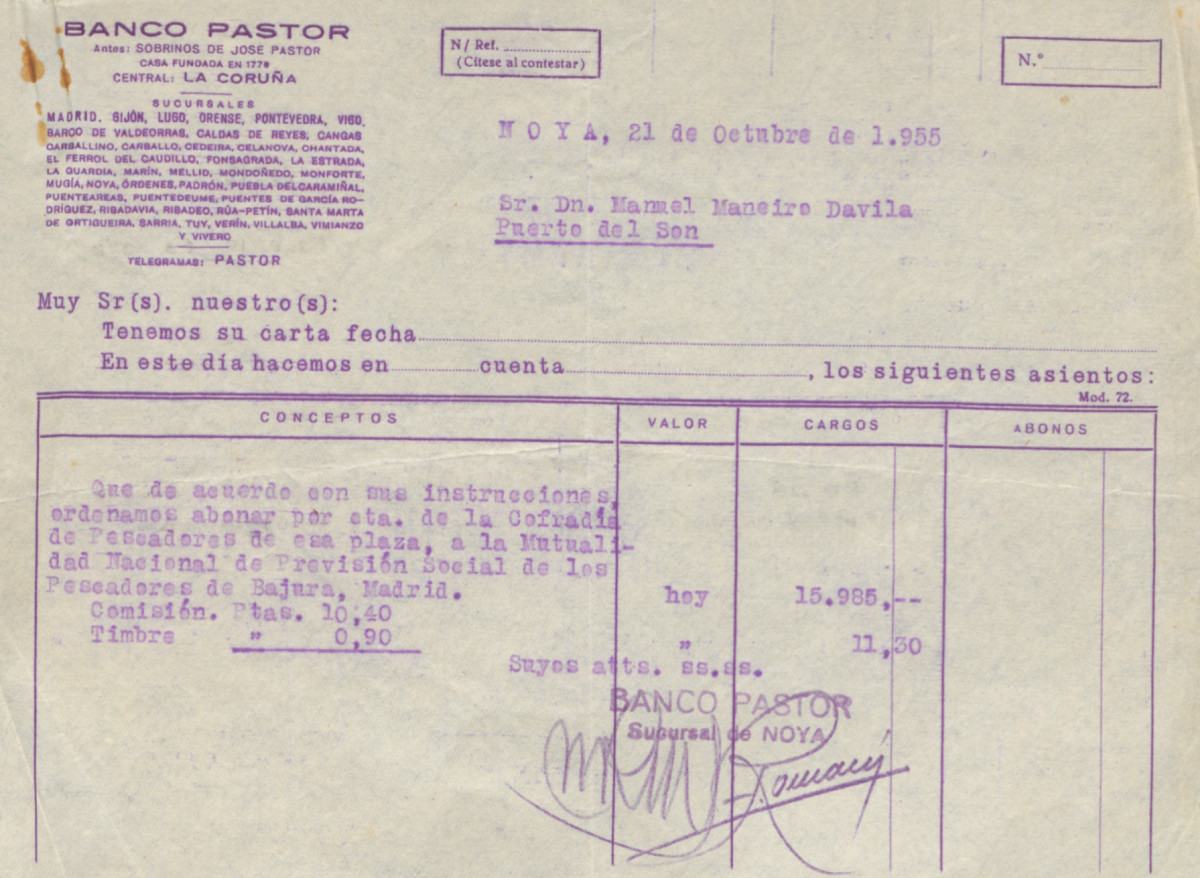 BANCO PASTOR
Antes: SOBRINOS DE JOSE PASTOR
CASA FUNDADA EN 1776
CENTRAL: LA CORUÑA
SUCURSALES
MADRID. GIJÓN, LUGO, ORENSE, PONTEVEDRA, VIGO,
BARCO DE VALDEORRAS, CALDAS DE REYES, CANGAS
CARBALLINO, CARBALLO, CEDEIRA, CELANOVA, CHANTADA,
EL FERROL DEL CAUDILLO, FONSAGRADA, LA ESTRADA,
LA GUARDIA, MARÍN, MELLID, MONDOÑEDO, MONFORTE,
MUGÍA, NOYA, ÓRDENES, PADRÓN, PUEBLA DELCARAMIÑAL,
PUENTEAREAS, PUENTEDEUME, PUENTES DE GARCÍA RO-
DRÍGUEZ, RIBADAVIA, RIBADEO, RÚA-PETÍN, SANTA MARTA
DE ORTIGUEIRA, SARRIA, TUY, VERÍN, VILLALBA, VIMIANZO
Y VIVERO
TELEGRAMAS: PASTOR
N/ Ref.
(Cítese al contestar)
N.º
NOYA, 21 de Octubre de 1.955
Sr. Dn. Manuel Maneiro Davila
Puerto del Son
Muy Sr(s). nuestro(s):
Tenemos su carta fecha
En este día hacemos en cuenta , los siguientes asientos:
Mod. 72.
CONCEPTOS VALOR CARGOS ABONOS
Que de acuerdo con sus instrucciones,
ordenamos abonar por cta. de la Cofradía
de Pescadores de esa plaza, a la Mutuali-
dad Nacional de Previsión Social de los
Pescadores de Bajura, Madrid. hoy 15.985,--
Comisión. Ptas. 10,40
Timbre " 0,90 " 11,30
Suyos atts. ss.ss.
BANCO PASTOR
Sucursal de NOYA